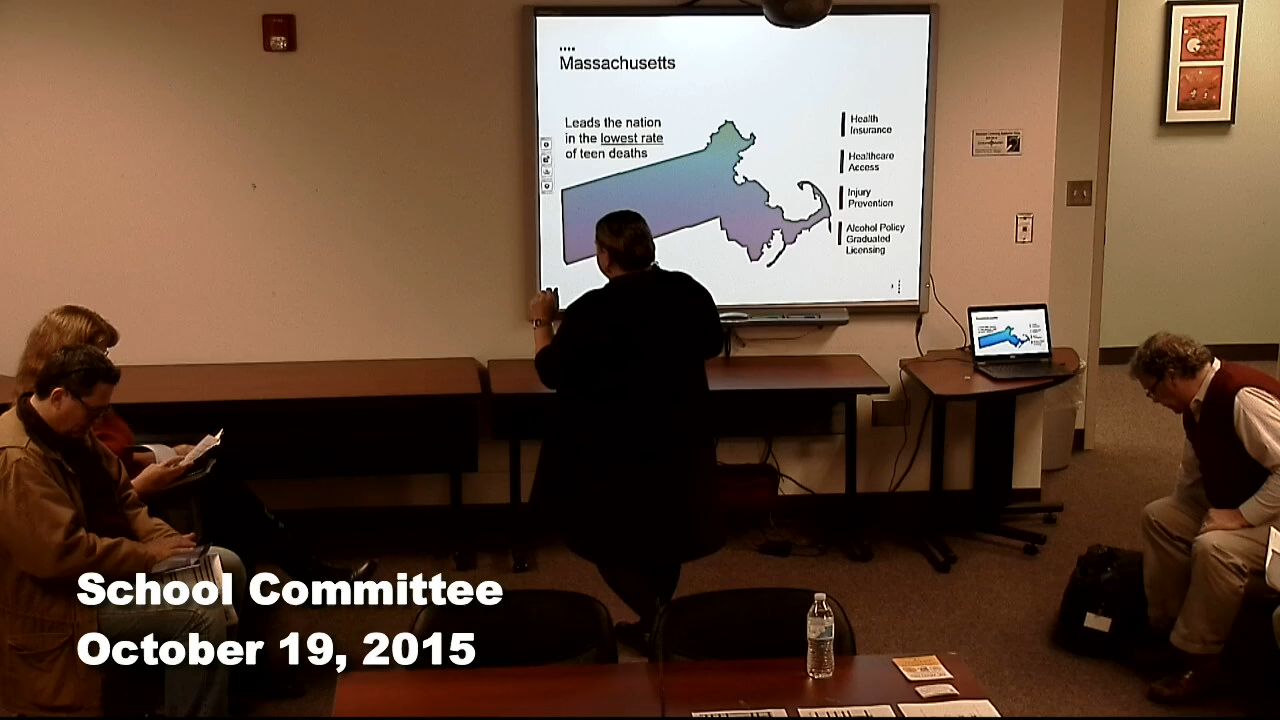 Massachusetts
Leads the nation
in the lowest rate
of teen deaths
Health
Insurance
Healthcare
Access
Injury
Prevention
Alcohol Policy
Graduated
Licensing
School Committee
October 19, 2015